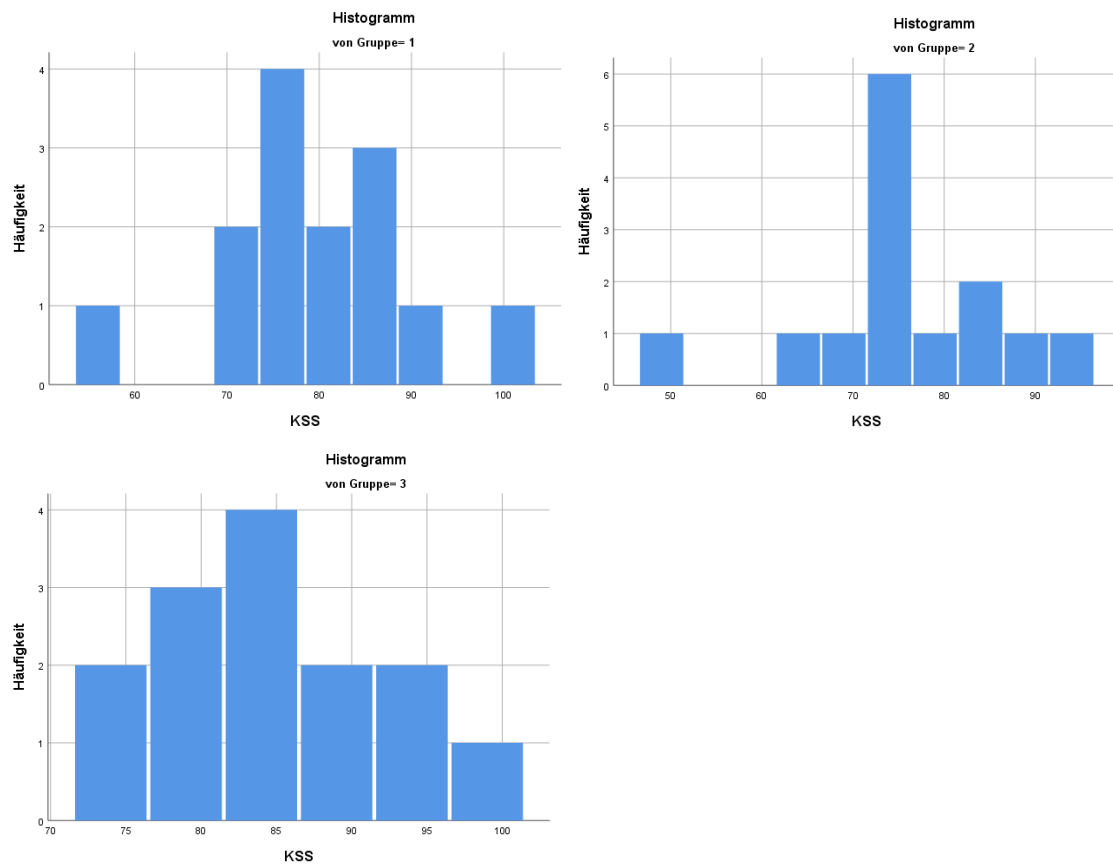 Histogramm
von Gruppe= 1
Häufigkeit
4
3
2
1
0
60 70 80 90 100
KSS
Histogramm
von Gruppe= 2
Häufigkeit
6
5
4
3
2
1
0
50 60 70 80 90
KSS
Histogramm
von Gruppe= 3
Häufigkeit
4
3
2
1
0
70 75 80 85 90 95 100
KSS